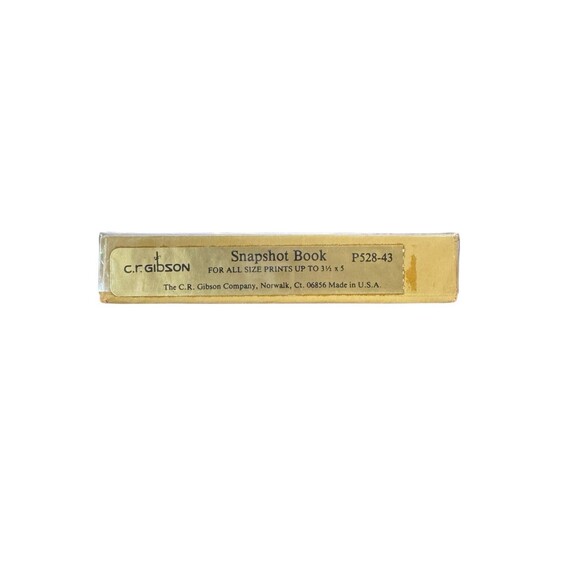 Snapshot Book P528-43
C.r. GIbSON FOR ALL SIZE PRINTS UP TO 3½ x 5
The C.R. Gibson Company, Norwalk, Ct. 06856 Made in U.S.A.